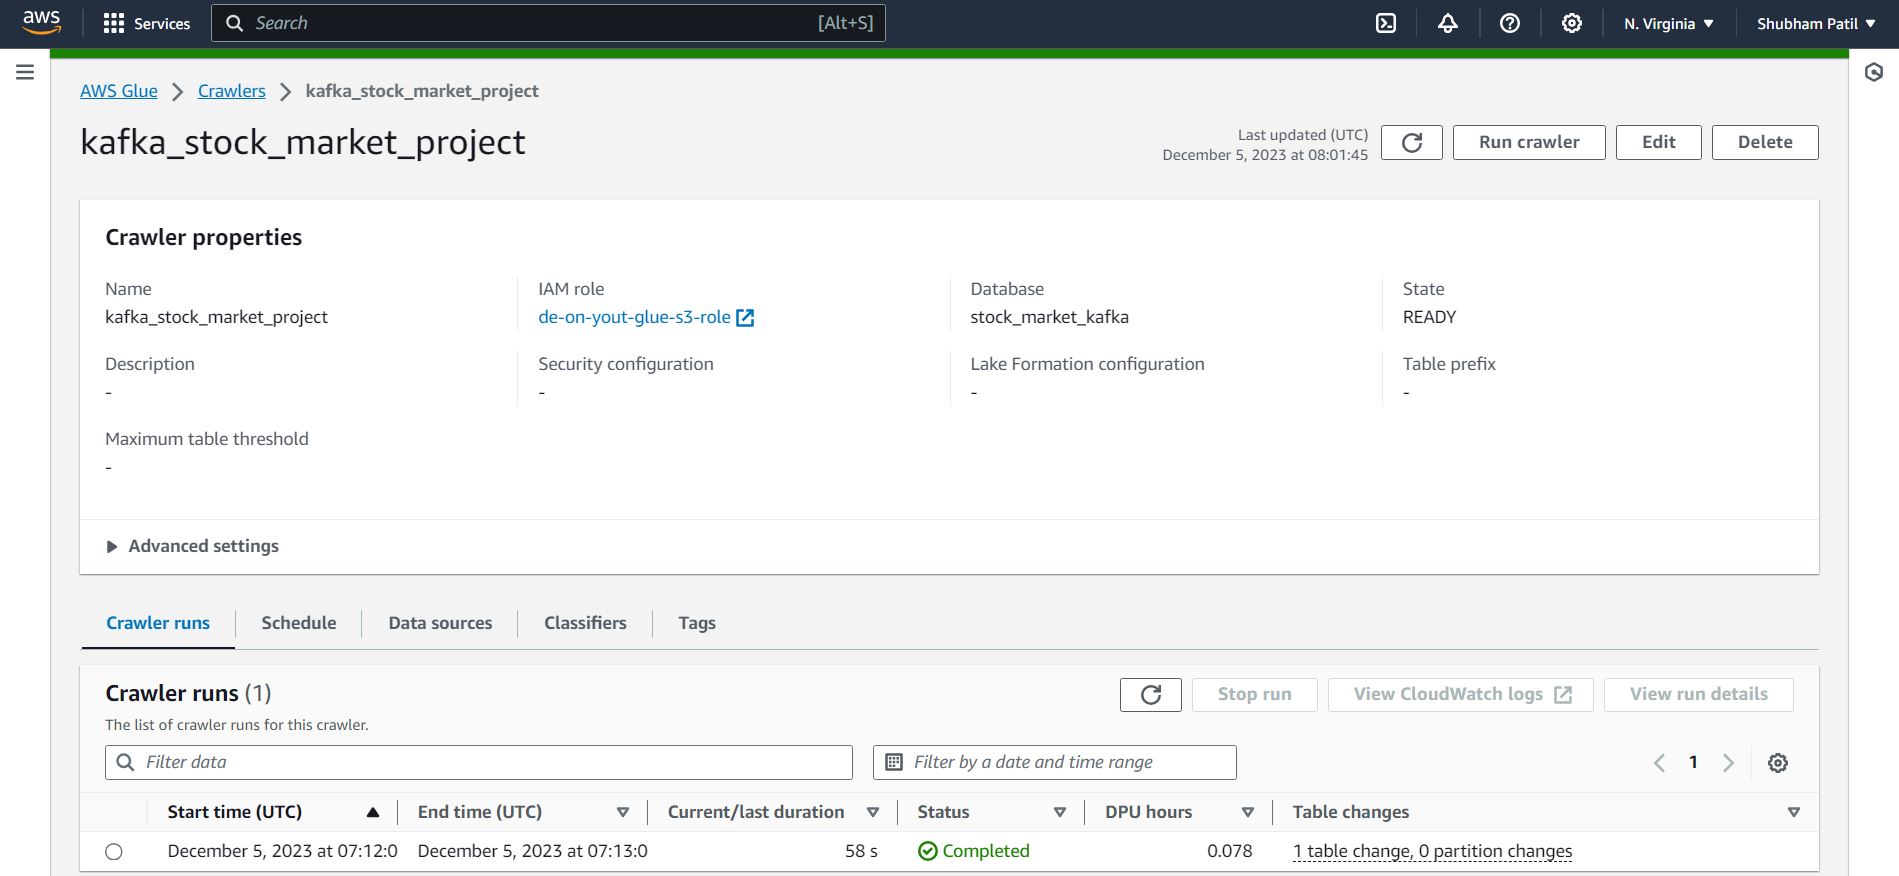 aws Services Search [Alt+S] N. Virginia Shubham Patil
AWS Glue Crawlers kafka_stock_market_project
kafka_stock_market_project
Last updated (UTC)
December 5, 2023 at 08:01:45
Run crawler Edit Delete
Crawler properties
Name IAM role Database State
kafka_stock_market_project de-on-yout-glue-s3-role stock_market_kafka READY
Description Security configuration Lake Formation configuration Table prefix
- - - -
Maximum table threshold
-
Advanced settings
Crawler runs Schedule Data sources Classifiers Tags
Crawler runs (1) Stop run View CloudWatch logs View run details
The list of crawler runs for this crawler.
Filter data Filter by a date and time range 1
Start time (UTC) End time (UTC) Current/last duration Status DPU hours Table changes
December 5, 2023 at 07:12:0 December 5, 2023 at 07:13:0 58 s Completed 0.078 1 table change, 0 partition changes